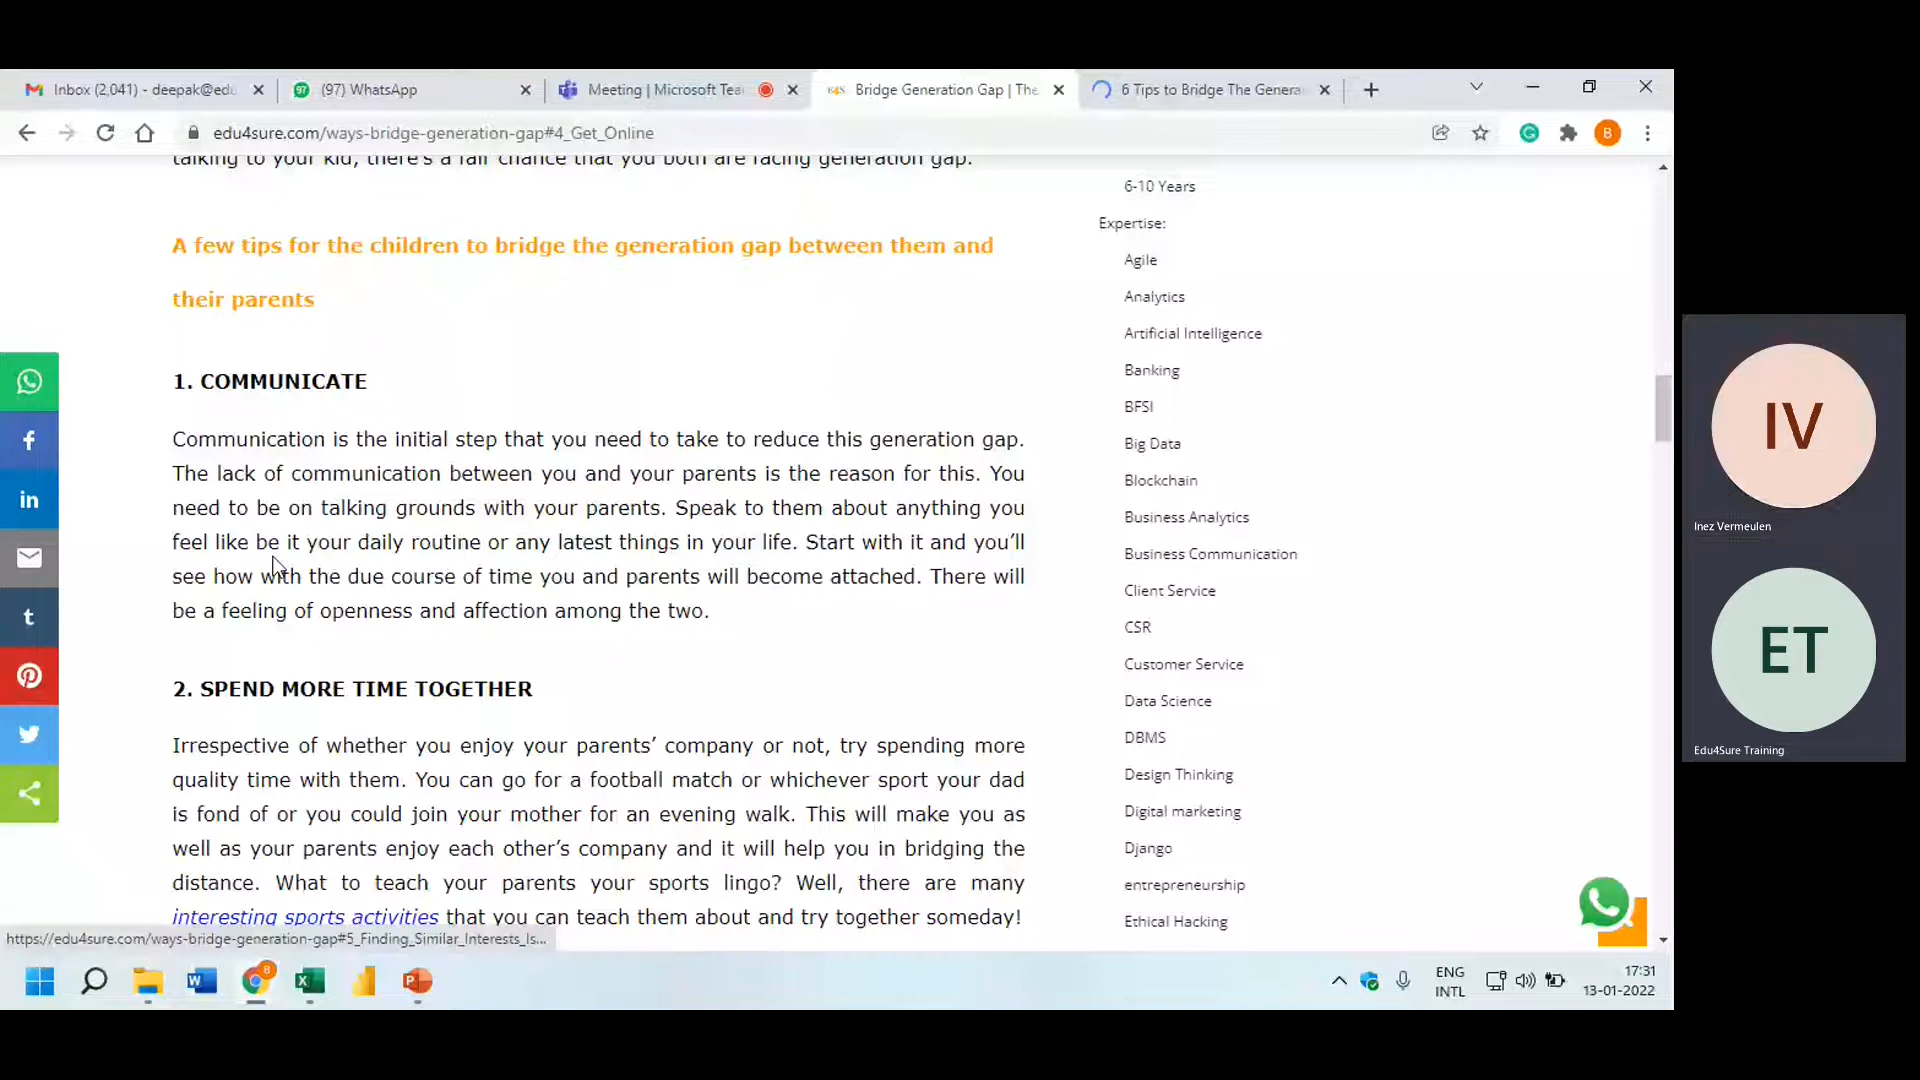 Inbox (2,041) - deepak@edu
(97) WhatsApp
Meeting | Microsoft Tea
Bridge Generation Gap | The
6 Tips to Bridge The Genera
edu4sure.com/ways-bridge-generation-gap#4_Get_Online
B
talking to your kid, there's a fair chance that you both are facing generation gap.
A few tips for the children to bridge the generation gap between them and
their parents
1. COMMUNICATE
Communication is the initial step that you need to take to reduce this generation gap.
The lack of communication between you and your parents is the reason for this. You
need to be on talking grounds with your parents. Speak to them about anything you
feel like be it your daily routine or any latest things in your life. Start with it and you’ll
see how with the due course of time you and parents will become attached. There will
be a feeling of openness and affection among the two.
2. SPEND MORE TIME TOGETHER
Irrespective of whether you enjoy your parents’ company or not, try spending more
quality time with them. You can go for a football match or whichever sport your dad
is fond of or you could join your mother for an evening walk. This will make you as
well as your parents enjoy each other’s company and it will help you in bridging the
distance. What to teach your parents your sports lingo? Well, there are many
interesting sports activities that you can teach them about and try together someday!
6-10 Years
Expertise:
Agile
Analytics
Artificial Intelligence
Banking
BFSI
Big Data
Blockchain
Business Analytics
Business Communication
Client Service
CSR
Customer Service
Data Science
DBMS
Design Thinking
Digital marketing
Django
entrepreneurship
Ethical Hacking
https://edu4sure.com/ways-bridge-generation-gap#5_Finding_Similar_Interests_Is...
ENG
INTL
17:31
13-01-2022
IV
Inez Vermeulen
ET
Edu4Sure Training